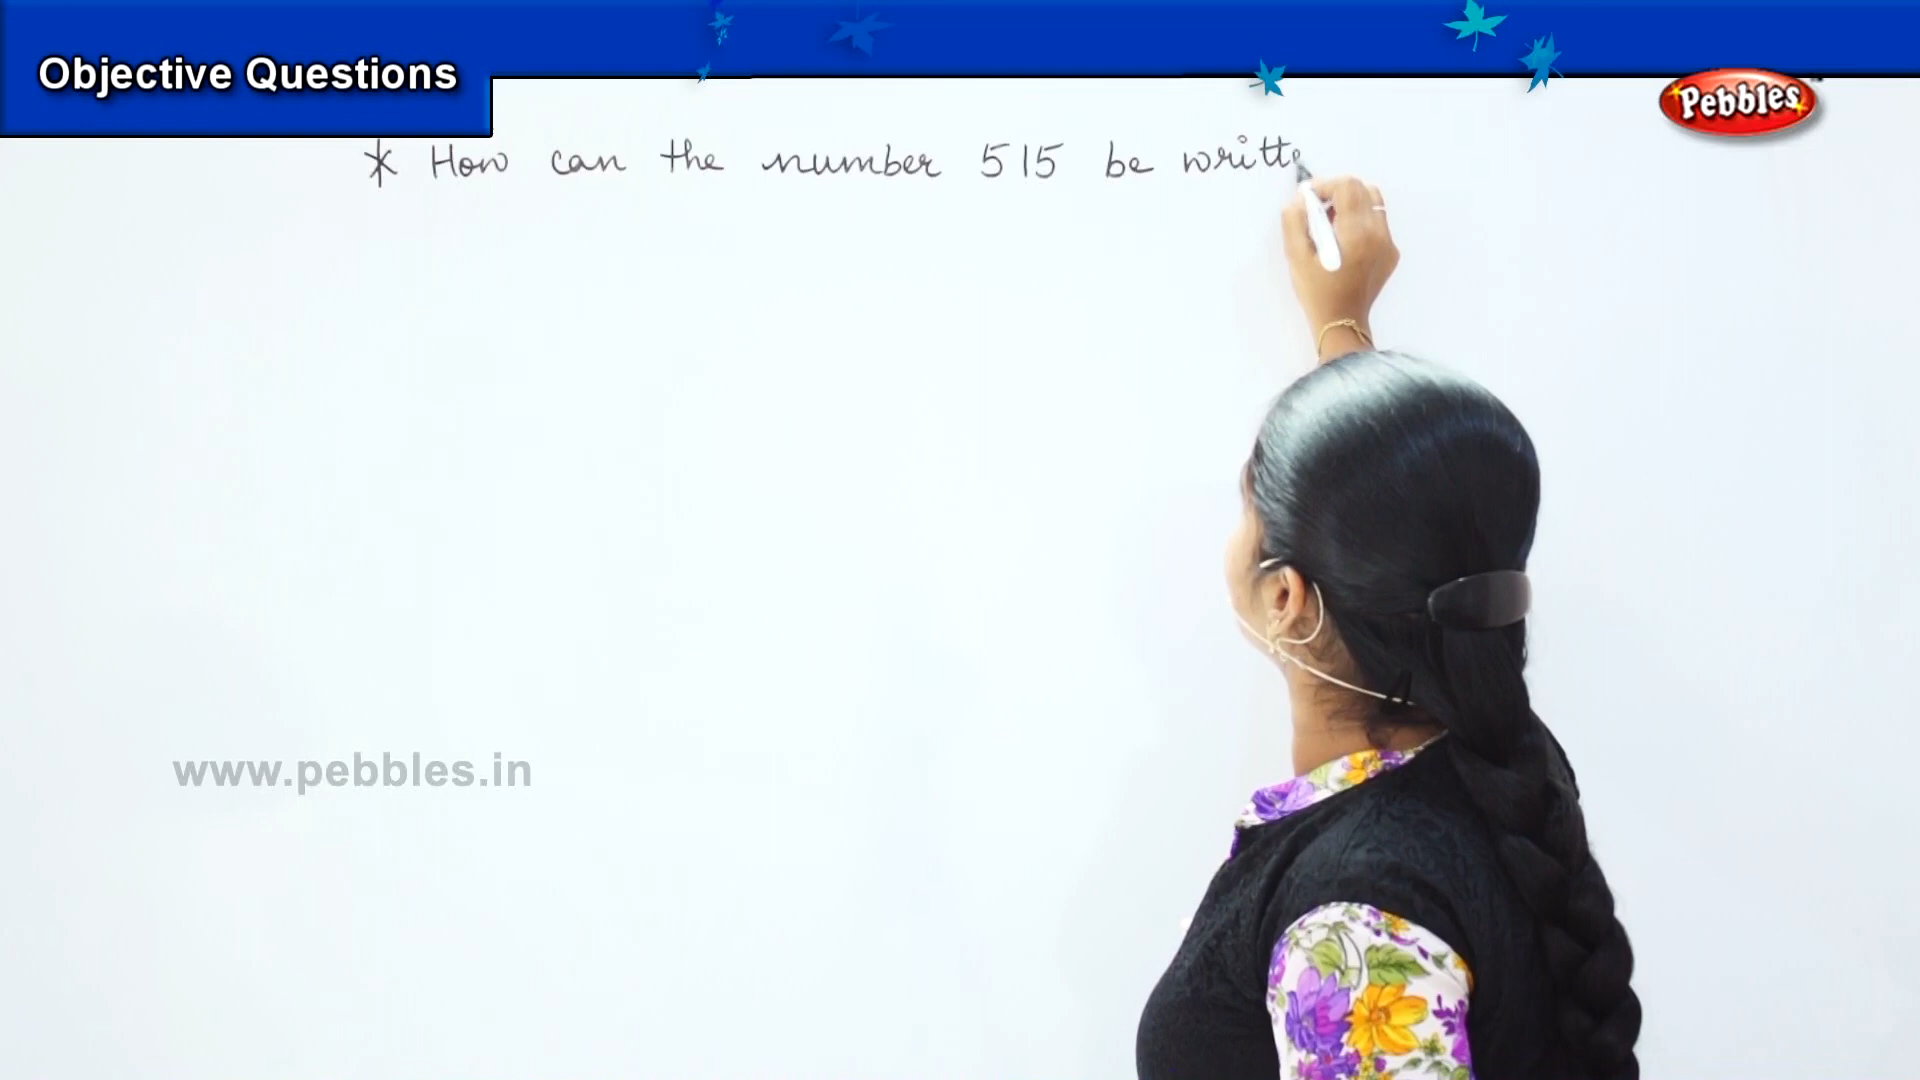 Objective Questions
Pebbles
* How can the number 515 be writte
www.pebbles.in